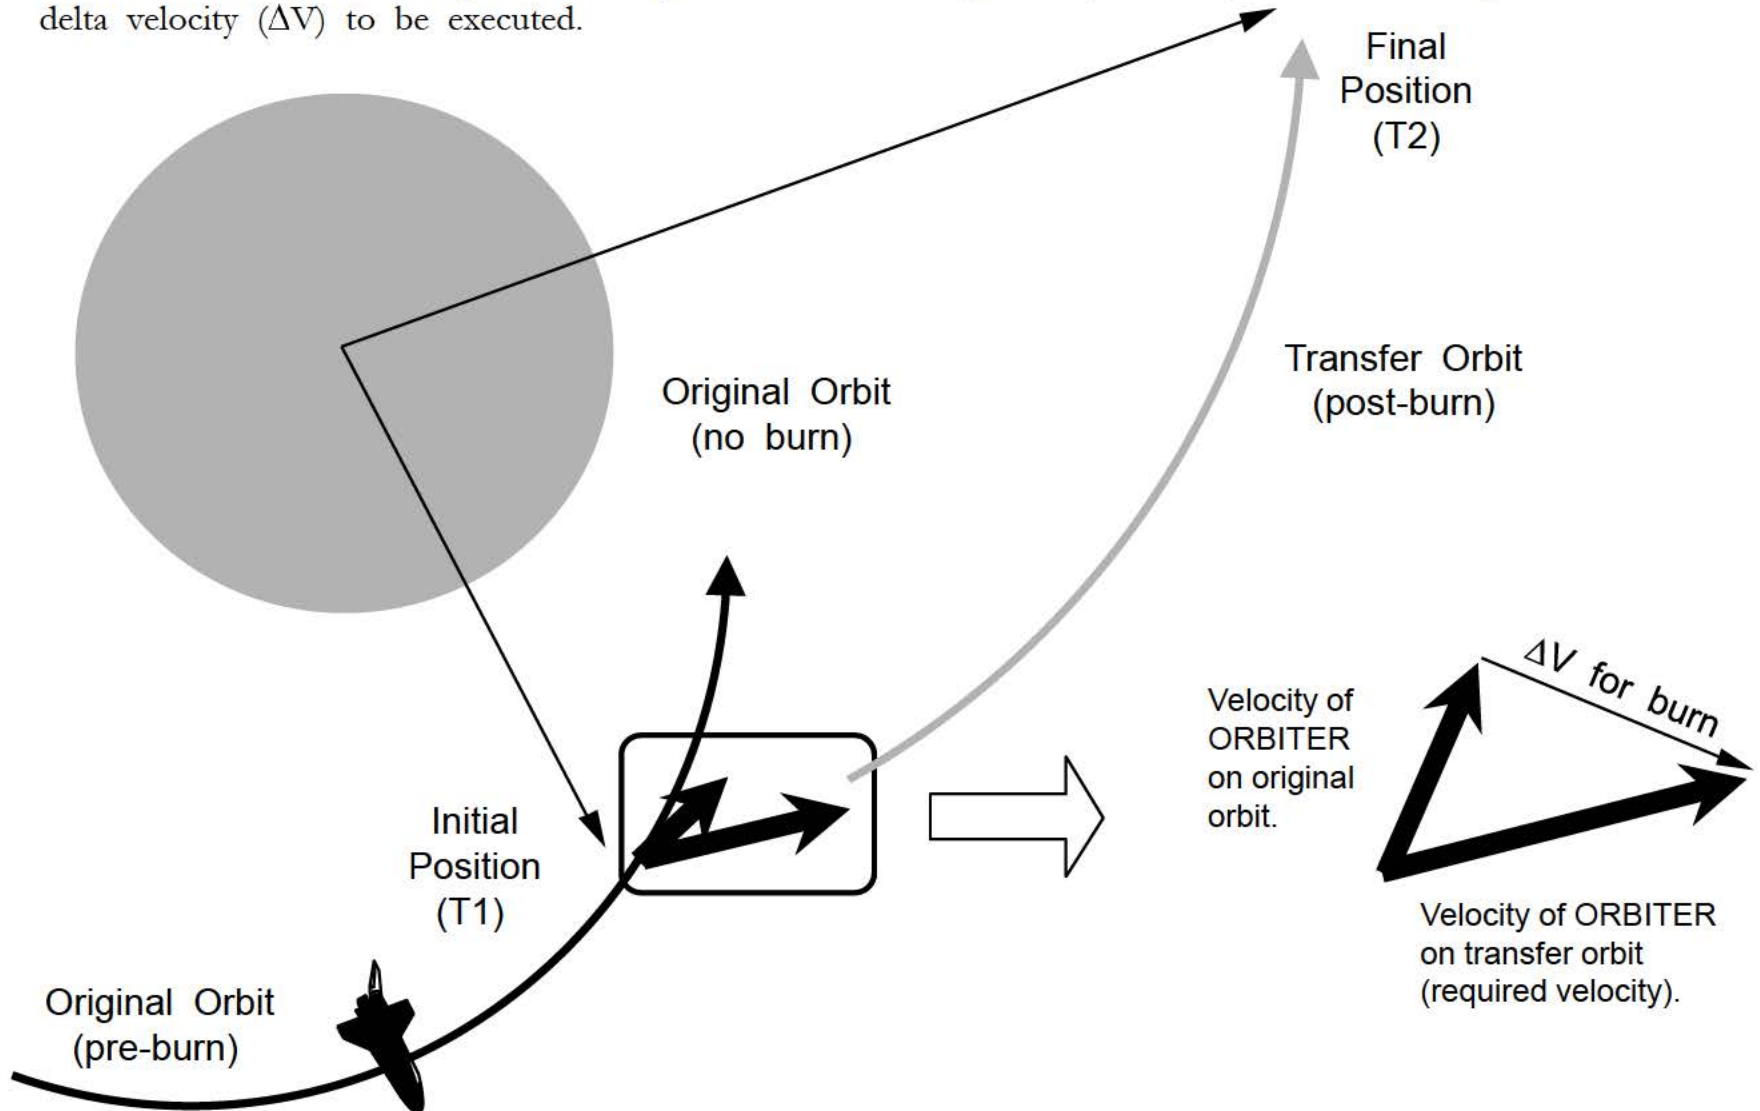 delta velocity (ΔV) to be executed.
Final
Position
(T2)
Original Orbit
(no burn)
Transfer Orbit
(post-burn)
Initial
Position
(T1)
Original Orbit
(pre-burn)
Velocity of
ORBITER
on original
orbit.
ΔV for burn
Velocity of ORBITER
on transfer orbit
(required velocity).